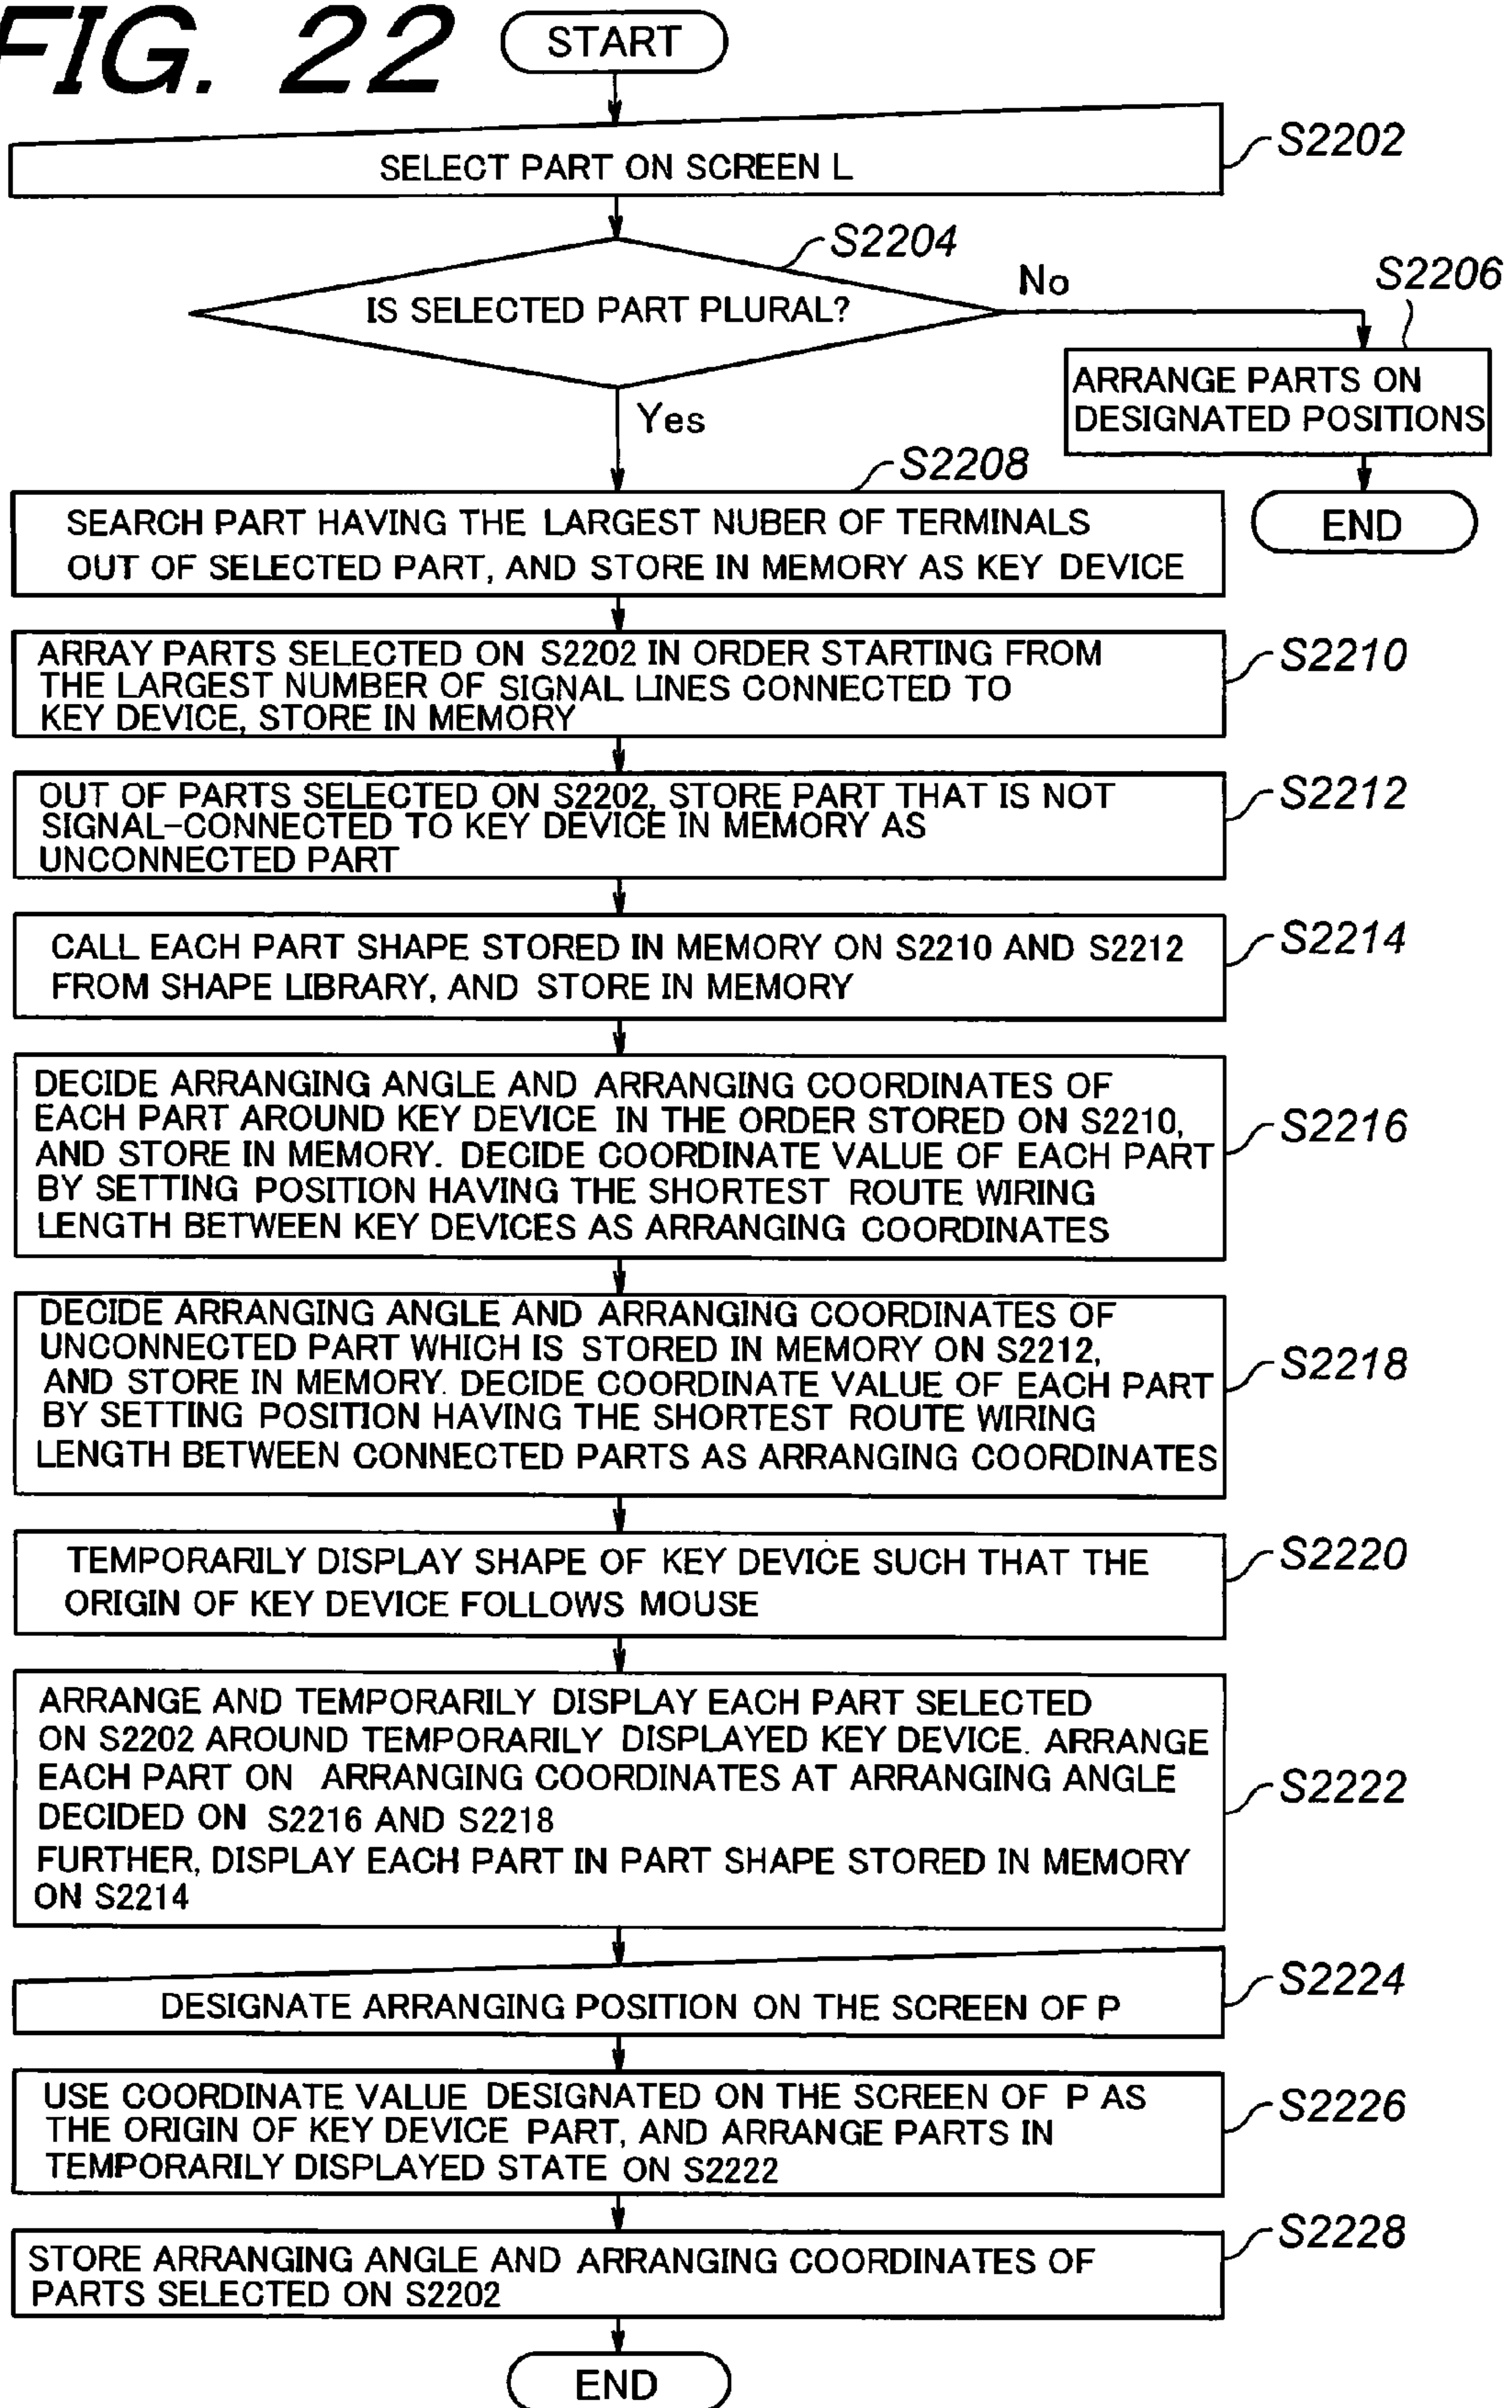 FIG. 22
START
SELECT PART ON SCREEN L
S2202
S2204
IS SELECTED PART PLURAL?
No
S2206
ARRANGE PARTS ON
DESIGNATED POSITIONS
END
Yes
S2208
SEARCH PART HAVING THE LARGEST NUBER OF TERMINALS
OUT OF SELECTED PART, AND STORE IN MEMORY AS KEY DEVICE
ARRAY PARTS SELECTED ON S2202 IN ORDER STARTING FROM
THE LARGEST NUMBER OF SIGNAL LINES CONNECTED TO
KEY DEVICE, STORE IN MEMORY
S2210
OUT OF PARTS SELECTED ON S2202, STORE PART THAT IS NOT
SIGNAL-CONNECTED TO KEY DEVICE IN MEMORY AS
UNCONNECTED PART
S2212
CALL EACH PART SHAPE STORED IN MEMORY ON S2210 AND S2212
FROM SHAPE LIBRARY, AND STORE IN MEMORY
S2214
DECIDE ARRANGING ANGLE AND ARRANGING COORDINATES OF
EACH PART AROUND KEY DEVICE IN THE ORDER STORED ON S2210,
AND STORE IN MEMORY. DECIDE COORDINATE VALUE OF EACH PART
BY SETTING POSITION HAVING THE SHORTEST ROUTE WIRING
LENGTH BETWEEN KEY DEVICES AS ARRANGING COORDINATES
S2216
DECIDE ARRANGING ANGLE AND ARRANGING COORDINATES OF
UNCONNECTED PART WHICH IS STORED IN MEMORY ON S2212,
AND STORE IN MEMORY. DECIDE COORDINATE VALUE OF EACH PART
BY SETTING POSITION HAVING THE SHORTEST ROUTE WIRING
LENGTH BETWEEN CONNECTED PARTS AS ARRANGING COORDINATES
S2218
TEMPORARILY DISPLAY SHAPE OF KEY DEVICE SUCH THAT THE
ORIGIN OF KEY DEVICE FOLLOWS MOUSE
S2220
ARRANGE AND TEMPORARILY DISPLAY EACH PART SELECTED
ON S2202 AROUND TEMPORARILY DISPLAYED KEY DEVICE. ARRANGE
EACH PART ON ARRANGING COORDINATES AT ARRANGING ANGLE
DECIDED ON S2216 AND S2218
FURTHER, DISPLAY EACH PART IN PART SHAPE STORED IN MEMORY
ON S2214
S2222
DESIGNATE ARRANGING POSITION ON THE SCREEN OF P
S2224
USE COORDINATE VALUE DESIGNATED ON THE SCREEN OF P AS
THE ORIGIN OF KEY DEVICE PART, AND ARRANGE PARTS IN
TEMPORARILY DISPLAYED STATE ON S2222
S2226
STORE ARRANGING ANGLE AND ARRANGING COORDINATES OF
PARTS SELECTED ON S2202
S2228
END